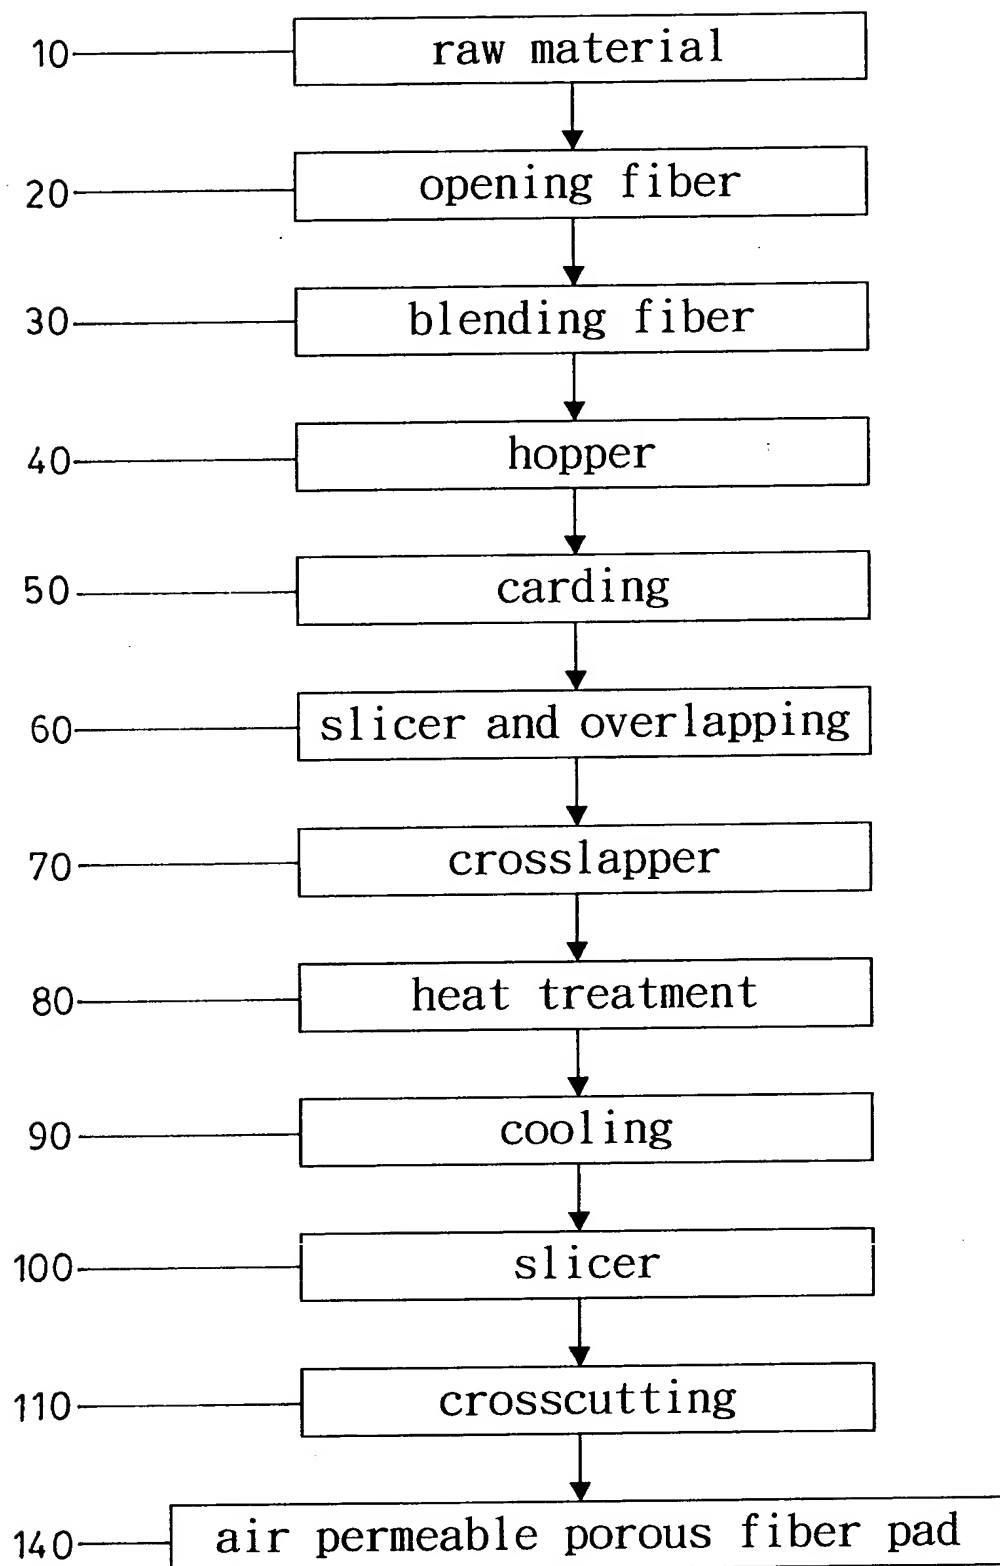 10 raw material
20 opening fiber
30 blending fiber
40 hopper
50 carding
60 slicer and overlapping
70 crosslapper
80 heat treatment
90 cooling
100 slicer
110 crosscutting
140 air permeable porous fiber pad